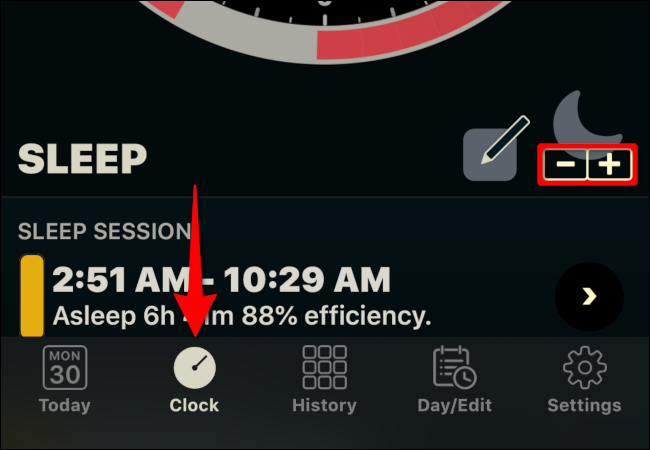 SLEEP
- +
SLEEP SESSION
2:51 AM - 10:29 AM
Asleep 6h 88% efficiency.
MON
30
Today Clock History Day/Edit Settings